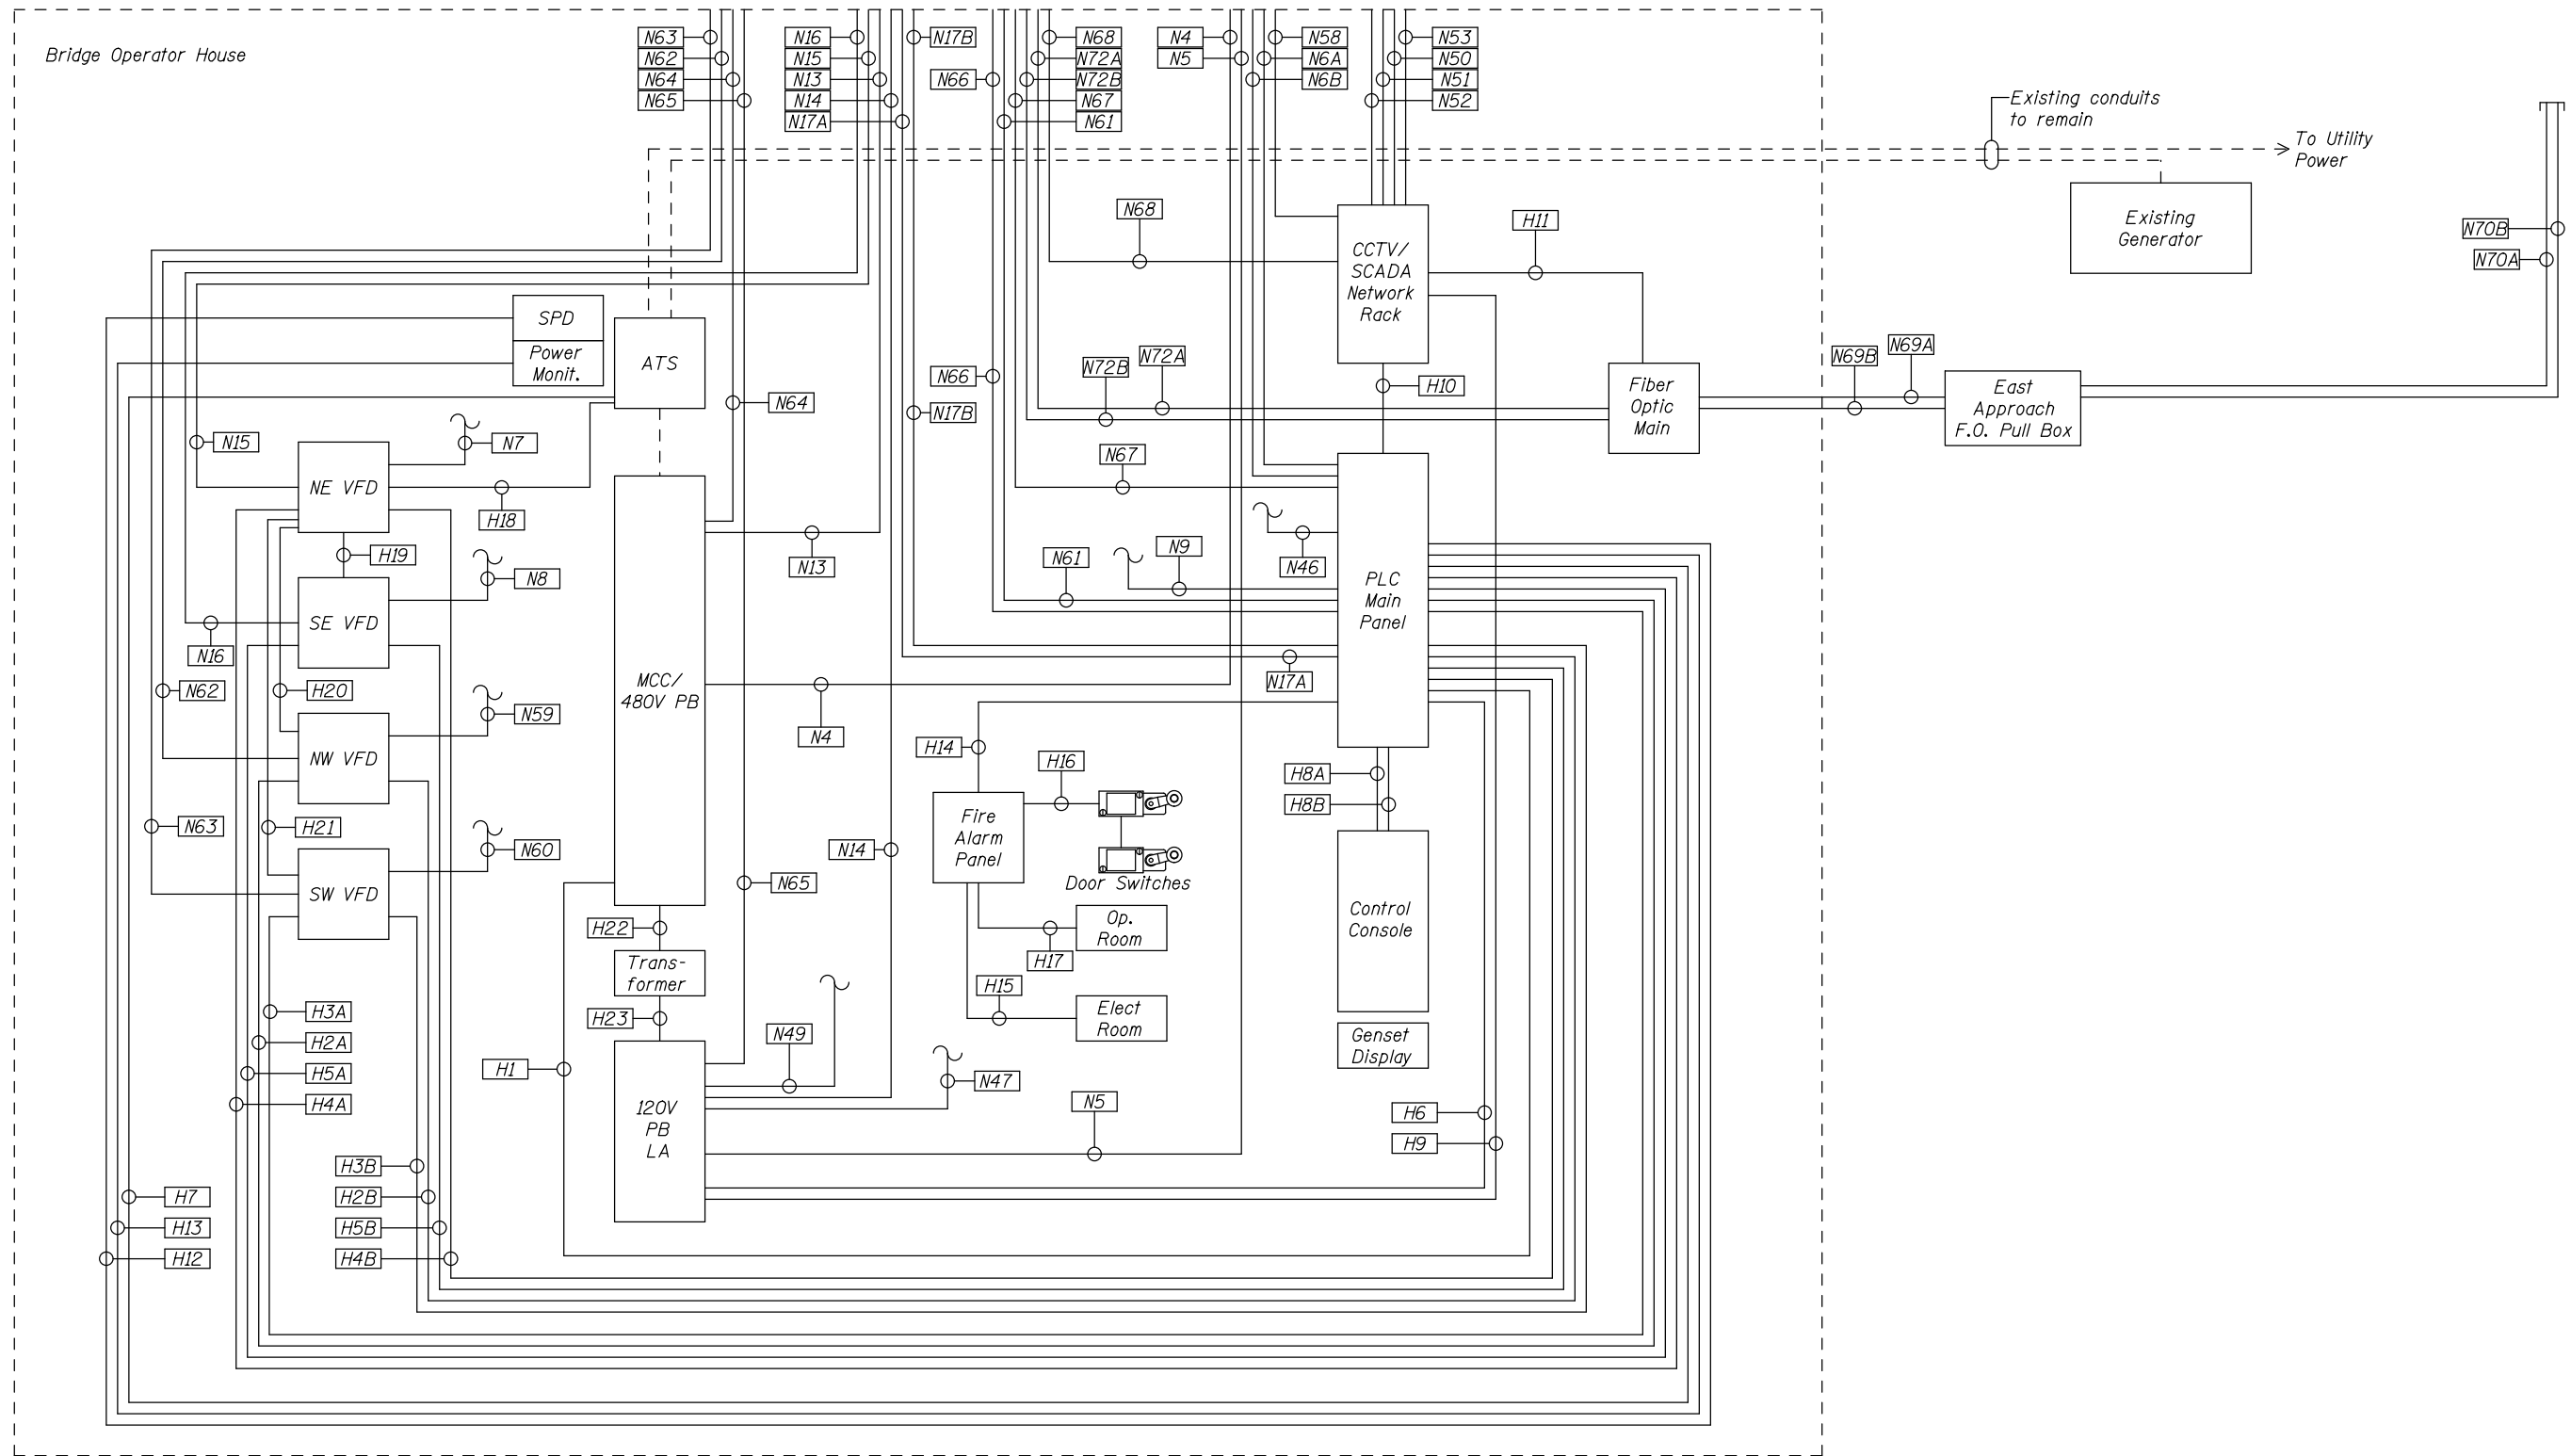 Bridge Operator House
N63
N62
N64
N65
N16
N15
N13
N14
N17A
N17B
N66
N68
N72A
N72B
N67
N61
N4
N5
N58
N6A
N6B
N53
N50
N51
N52
Existing conduits
to remain
To Utility
Power
Existing
Generator
N70B
N70A
N68
H11
CCTV/
SCADA
Network
Rack
SPD
Power
Monit.
ATS
N64
N66
N17B
N72B
N72A
H10
Fiber
Optic
Main
N69B
N69A
East
Approach
F.O. Pull Box
N15
N7
NE VFD
H18
H19
N8
SE VFD
N16
N62
H20
N59
NW VFD
N63
H21
N60
SW VFD
MCC/
480V PB
N13
N4
N67
N61
N9
N46
N17A
PLC
Main
Panel
H14
H16
Fire
Alarm
Panel
Door Switches
H8A
H8B
N14
N65
H22
Trans-
former
H23
Op.
Room
H17
H15
Elect
Room
Control
Console
Genset
Display
H3A
H2A
H5A
H4A
H1
N49
N47
120V
PB
LA
N5
H6
H9
H3B
H2B
H5B
H4B
H7
H13
H12